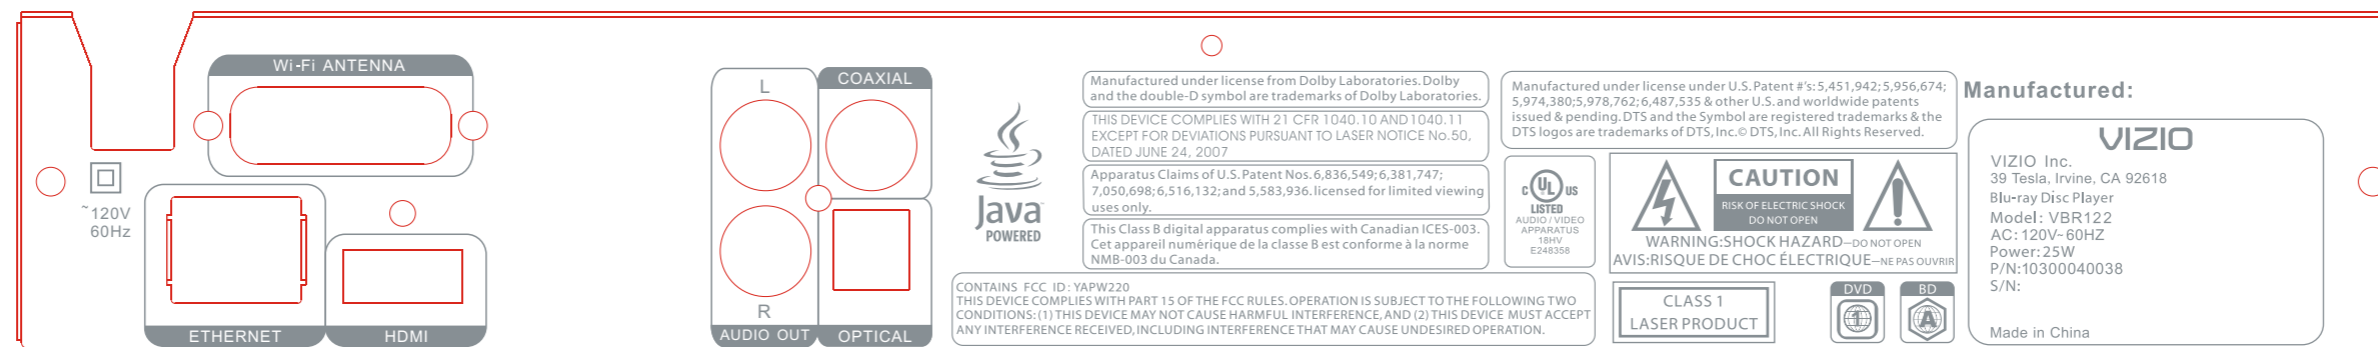 Wi-Fi ANTENNA
~120V
60Hz
ETHERNET
HDMI
L
R
AUDIO OUT
COAXIAL
OPTICAL
Java
POWERED
Manufactured under license from Dolby Laboratories. Dolby
and the double-D symbol are trademarks of Dolby Laboratories.
THIS DEVICE COMPLIES WITH 21 CFR 1040.10 AND 1040.11
EXCEPT FOR DEVIATIONS PURSUANT TO LASER NOTICE No.50,
DATED JUNE 24, 2007
Apparatus Claims of U.S. Patent Nos. 6,836,549; 6,381,747;
7,050,698; 6,516,132; and 5,583,936. licensed for limited viewing
uses only.
This Class B digital apparatus complies with Canadian ICES-003.
Cet appareil numérique de la classe B est conforme à la norme
NMB-003 du Canada.
CONTAINS FCC ID: YAPW220
THIS DEVICE COMPLIES WITH PART 15 OF THE FCC RULES. OPERATION IS SUBJECT TO THE FOLLOWING TWO
CONDITIONS: (1) THIS DEVICE MAY NOT CAUSE HARMFUL INTERFERENCE, AND (2) THIS DEVICE MUST ACCEPT
ANY INTERFERENCE RECEIVED, INCLUDING INTERFERENCE THAT MAY CAUSE UNDESIRED OPERATION.
Manufactured under license under U.S. Patent #'s: 5,451,942; 5,956,674;
5,974,380; 5,978,762; 6,487,535 & other U.S. and worldwide patents
issued & pending. DTS and the Symbol are registered trademarks & the
DTS logos are trademarks of DTS, Inc. © DTS, Inc. All Rights Reserved.
C UL US
LISTED
AUDIO / VIDEO
APPARATUS
18HV
E248358
CAUTION
RISK OF ELECTRIC SHOCK
DO NOT OPEN
WARNING:SHOCK HAZARD–DO NOT OPEN
AVIS:RISQUE DE CHOC ÉLECTRIQUE–NE PAS OUVRIR
CLASS 1
LASER PRODUCT
DVD
1
BD
A
Manufactured:
VIZIO
VIZIO Inc.
39 Tesla, Irvine, CA 92618
Blu-ray Disc Player
Model: VBR122
AC: 120V~60HZ
Power:25W
P/N:10300040038
S/N:
Made in China